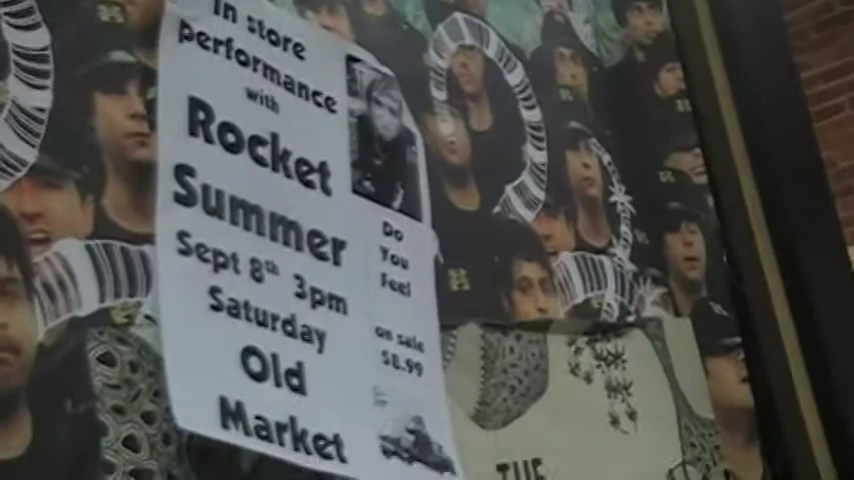 In store
performance
with
Rocket
Summer
Sept 8th 3pm
Saturday
Old
Market
Do
You
Feel
on sale
$8.99
THE